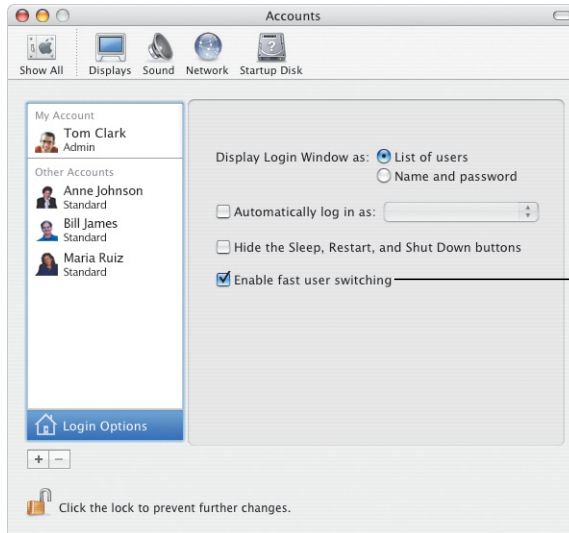 Accounts
Show All Displays Sound Network Startup Disk
My Account
Tom Clark
Admin
Other Accounts
Anne Johnson
Standard
Bill James
Standard
Maria Ruiz
Standard
Login Options
Display Login Window as: List of users
Name and password
Automatically log in as:
Hide the Sleep, Restart, and Shut Down buttons
Enable fast user switching
+ −
Click the lock to prevent further changes.